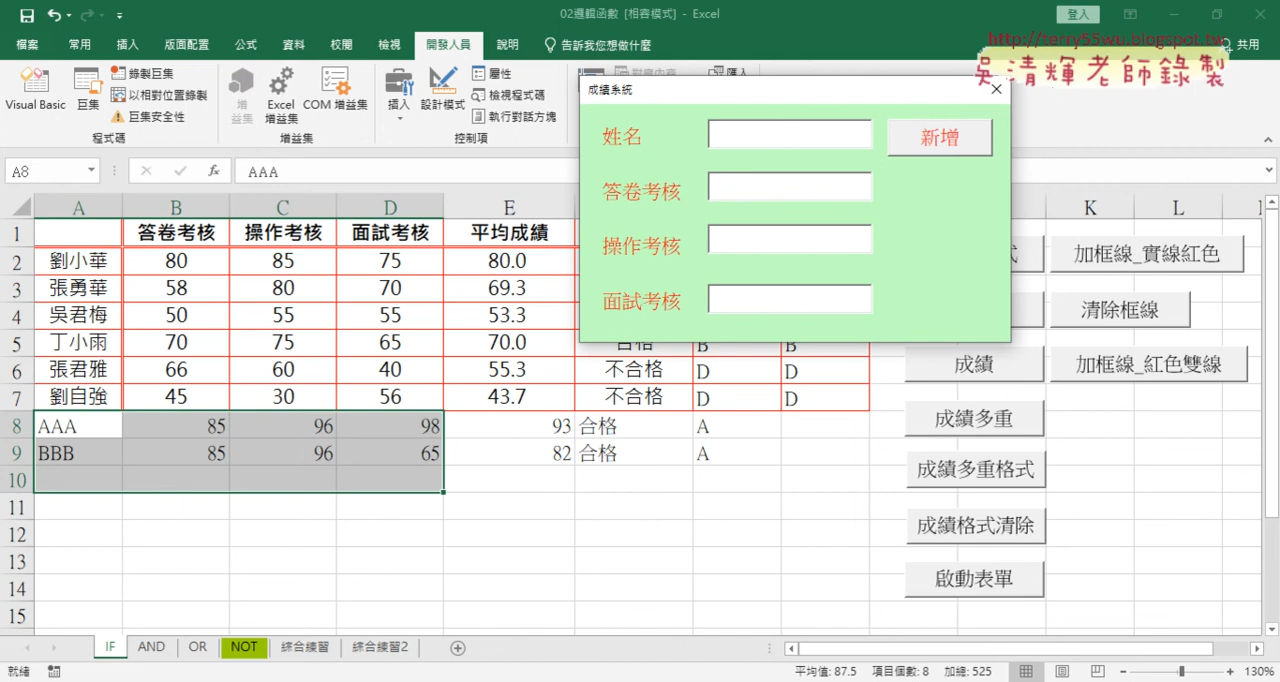 02邏輯函數 [相容模式] - Excel
登入
檔案 常用 插入 版面配置 公式 資料 校閱 檢視 開發人員 說明 告訴我您想做什麼 共用
http://terry55wu.blogspot.tw
吳清輝老師錄製
Visual Basic 巨集 錄製巨集 以相對位置錄製 巨集安全性 程式碼
增益集 Excel 增益集 COM 增益集 增益集
插入 設計模式 屬性 檢視程式碼 執行對話方塊 控制項
匯入
成績系統
姓名 新增
答卷考核
操作考核
面試考核
A8 fx AAA
A B C D E K L
1 答卷考核 操作考核 面試考核 平均成績
2 劉小華 80 85 75 80.0 加框線_實線紅色
3 張勇華 58 80 70 69.3
4 吳君梅 50 55 55 53.3 清除框線
5 丁小雨 70 75 65 70.0 合格 B B
6 張君雅 66 60 40 55.3 不合格 D D 成績 加框線_紅色雙線
7 劉自強 45 30 56 43.7 不合格 D D
8 AAA 85 96 98 93 合格 A 成績多重
9 BBB 85 96 65 82 合格 A
10 成績多重格式
11
12 成績格式清除
13
14 啟動表單
15
IF AND OR NOT 綜合練習 綜合練習2
就緒 平均值: 87.5 項目個數: 8 加總: 525 130%